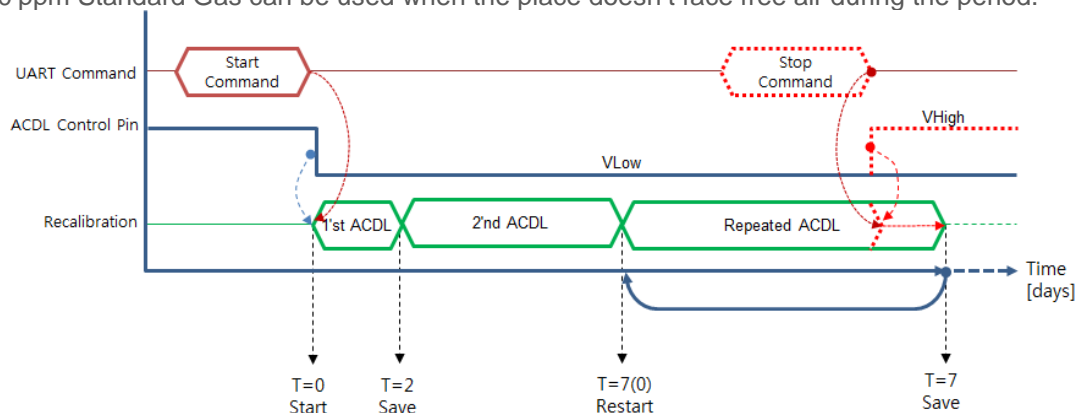 ppm Standard Gas can be used when the place doesn't face free air during the period.
Start
Command
Stop
Command
UART Command
ACDL Control Pin
VHigh
VLow
Recalibration
1'st ACDL
2'nd ACDL
Repeated ACDL
Time
[days]
T=0
Start
T=2
Save
T=7(0)
Restart
T=7
Save